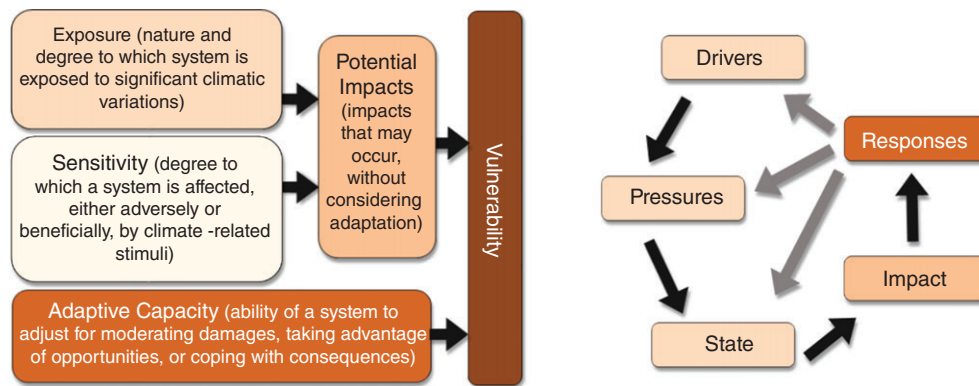 Exposure (nature and
degree to which system is
exposed to significant climatic
variations)
Sensitivity (degree to
which a system is affected,
either adversely or
beneficially, by climate -related
stimuli)
Adaptive Capacity (ability of a system to
adjust for moderating damages, taking advantage
of opportunities, or coping with consequences)
Potential
Impacts
(impacts
that may
occur,
without
considering
adaptation)
Vulnerability
Drivers
Responses
Pressures
Impact
State